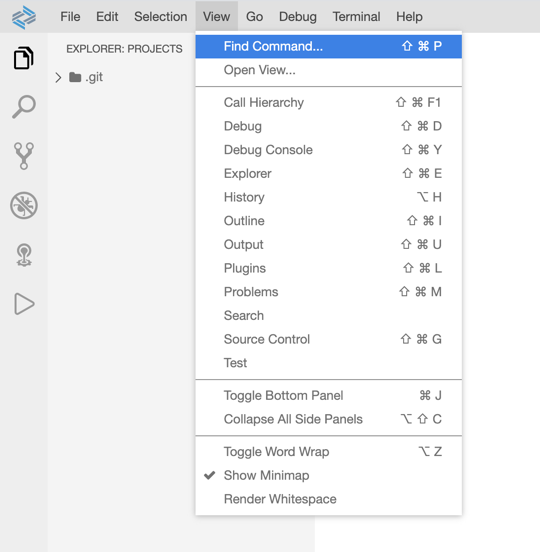 File Edit Selection View Go Debug Terminal Help
EXPLORER: PROJECTS
.git
Find Command... ⇧ ⌘ P
Open View...
Call Hierarchy ⇧ ⌘ F1
Debug ⇧ ⌘ D
Debug Console ⇧ ⌘ Y
Explorer ⇧ ⌘ E
History ⌥ H
Outline ⇧ ⌘ I
Output ⇧ ⌘ U
Plugins ⇧ ⌘ L
Problems ⇧ ⌘ M
Search
Source Control ⇧ ⌘ G
Test
Toggle Bottom Panel ⌘ J
Collapse All Side Panels ⌥ ⇧ C
Toggle Word Wrap ⌥ Z
Show Minimap
Render Whitespace